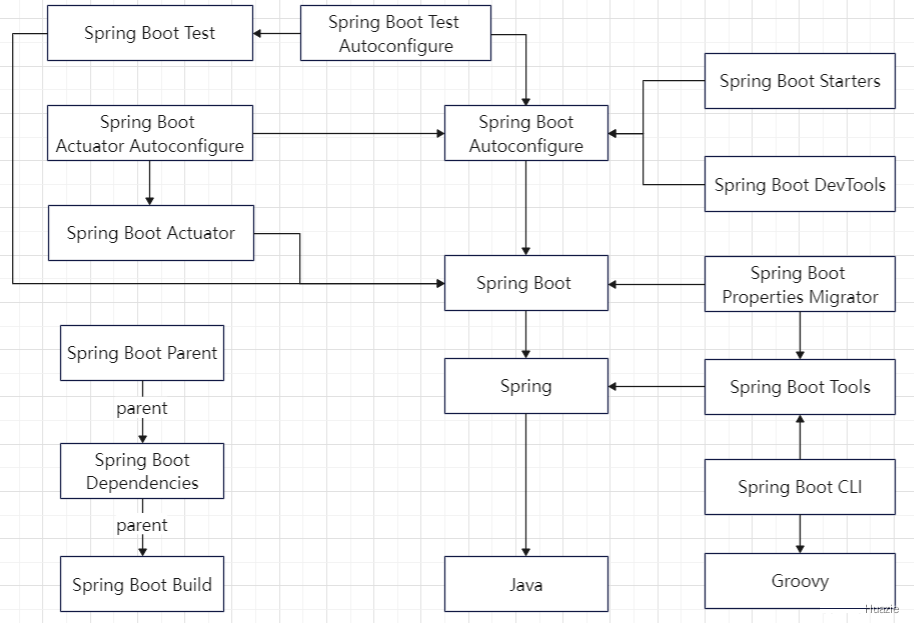 Spring Boot Test
Spring Boot Test
Autoconfigure
Spring Boot Starters
Spring Boot
Actuator Autoconfigure
Spring Boot
Autoconfigure
Spring Boot DevTools
Spring Boot Actuator
Spring Boot
Spring Boot
Properties Migrator
Spring Boot Parent
Spring
Spring Boot Tools
parent
Spring Boot
Dependencies
Spring Boot CLI
parent
Spring Boot Build
Java
Groovy
Huazie